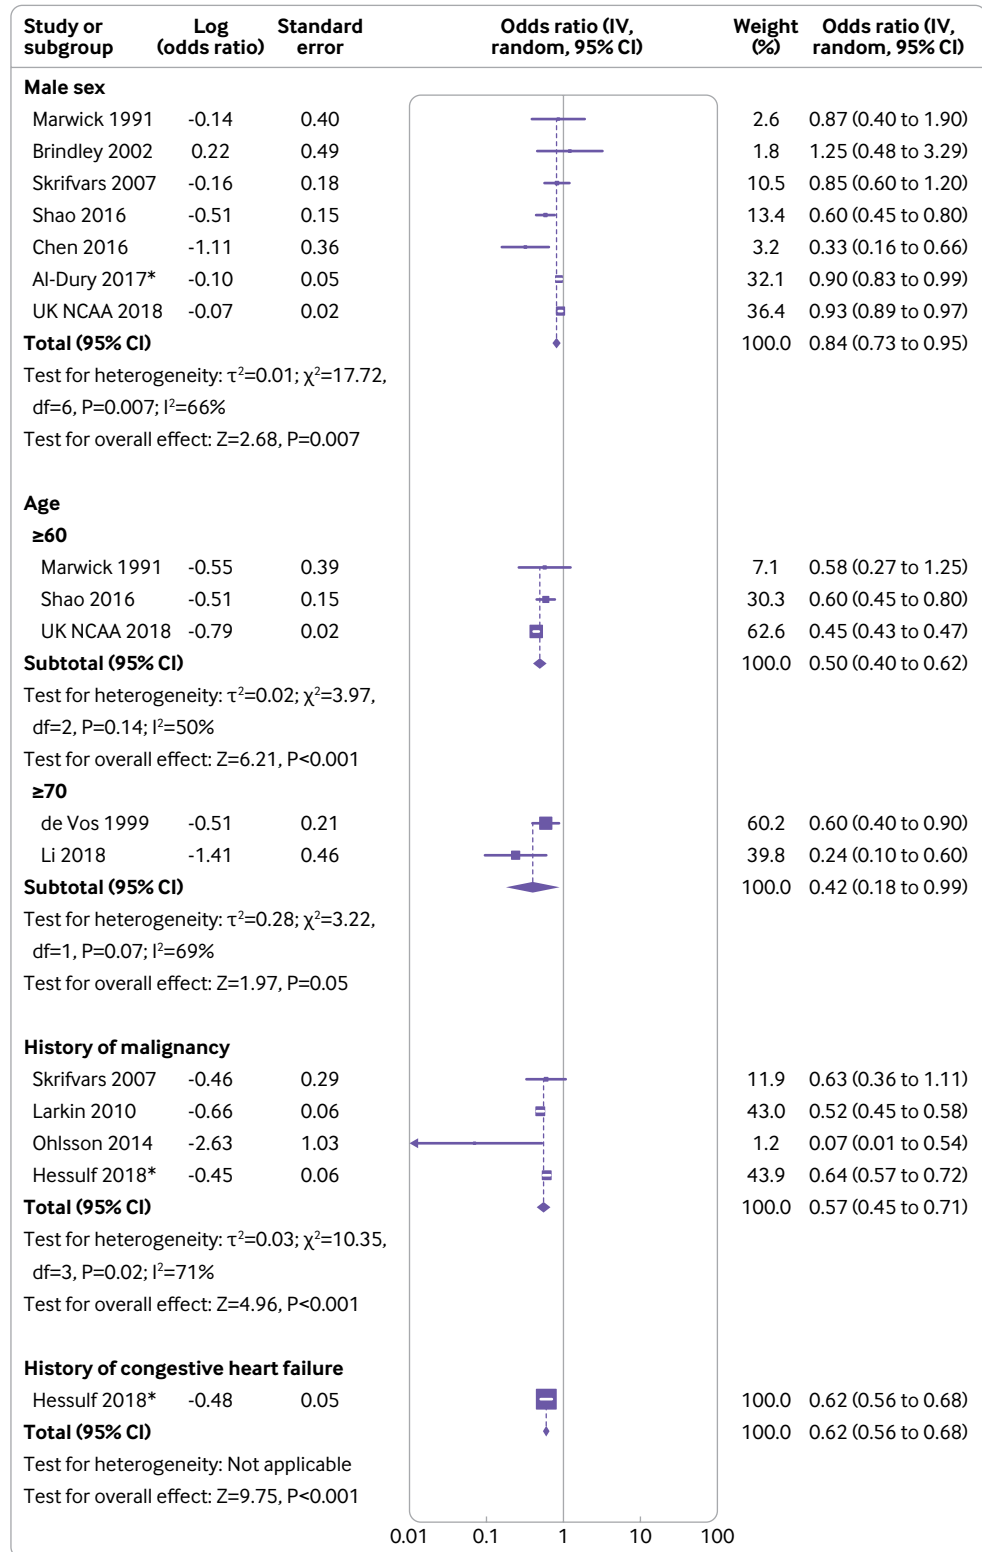 Study or subgroup Log (odds ratio) Standard error Odds ratio (IV, random, 95% CI) Weight (%) Odds ratio (IV, random, 95% CI)
Male sex
Marwick 1991 -0.14 0.40 2.6 0.87 (0.40 to 1.90)
Brindley 2002 0.22 0.49 1.8 1.25 (0.48 to 3.29)
Skrifvars 2007 -0.16 0.18 10.5 0.85 (0.60 to 1.20)
Shao 2016 -0.51 0.15 13.4 0.60 (0.45 to 0.80)
Chen 2016 -1.11 0.36 3.2 0.33 (0.16 to 0.66)
Al-Dury 2017* -0.10 0.05 32.1 0.90 (0.83 to 0.99)
UK NCAA 2018 -0.07 0.02 36.4 0.93 (0.89 to 0.97)
Total (95% CI) 100.0 0.84 (0.73 to 0.95)
Test for heterogeneity: τ²=0.01; χ²=17.72,
df=6, P=0.007; I²=66%
Test for overall effect: Z=2.68, P=0.007
Age
≥60
Marwick 1991 -0.55 0.39 7.1 0.58 (0.27 to 1.25)
Shao 2016 -0.51 0.15 30.3 0.60 (0.45 to 0.80)
UK NCAA 2018 -0.79 0.02 62.6 0.45 (0.43 to 0.47)
Subtotal (95% CI) 100.0 0.50 (0.40 to 0.62)
Test for heterogeneity: τ²=0.02; χ²=3.97,
df=2, P=0.14; I²=50%
Test for overall effect: Z=6.21, P<0.001
≥70
de Vos 1999 -0.51 0.21 60.2 0.60 (0.40 to 0.90)
Li 2018 -1.41 0.46 39.8 0.24 (0.10 to 0.60)
Subtotal (95% CI) 100.0 0.42 (0.18 to 0.99)
Test for heterogeneity: τ²=0.28; χ²=3.22,
df=1, P=0.07; I²=69%
Test for overall effect: Z=1.97, P=0.05
History of malignancy
Skrifvars 2007 -0.46 0.29 11.9 0.63 (0.36 to 1.11)
Larkin 2010 -0.66 0.06 43.0 0.52 (0.45 to 0.58)
Ohlsson 2014 -2.63 1.03 1.2 0.07 (0.01 to 0.54)
Hessulf 2018* -0.45 0.06 43.9 0.64 (0.57 to 0.72)
Total (95% CI) 100.0 0.57 (0.45 to 0.71)
Test for heterogeneity: τ²=0.03; χ²=10.35,
df=3, P=0.02; I²=71%
Test for overall effect: Z=4.96, P<0.001
History of congestive heart failure
Hessulf 2018* -0.48 0.05 100.0 0.62 (0.56 to 0.68)
Total (95% CI) 100.0 0.62 (0.56 to 0.68)
Test for heterogeneity: Not applicable
Test for overall effect: Z=9.75, P<0.001
0.01 0.1 1 10 100